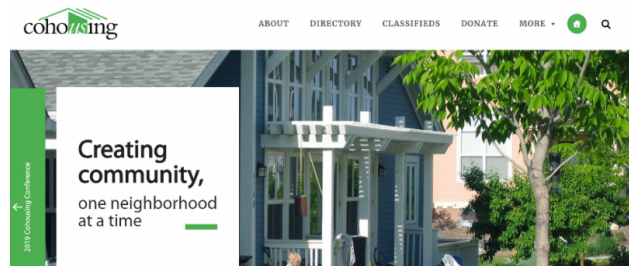 cohousing
ABOUT DIRECTORY CLASSIFIEDS DONATE MORE
2019 Cohousing Conference
Creating
community,
one neighborhood
at a time